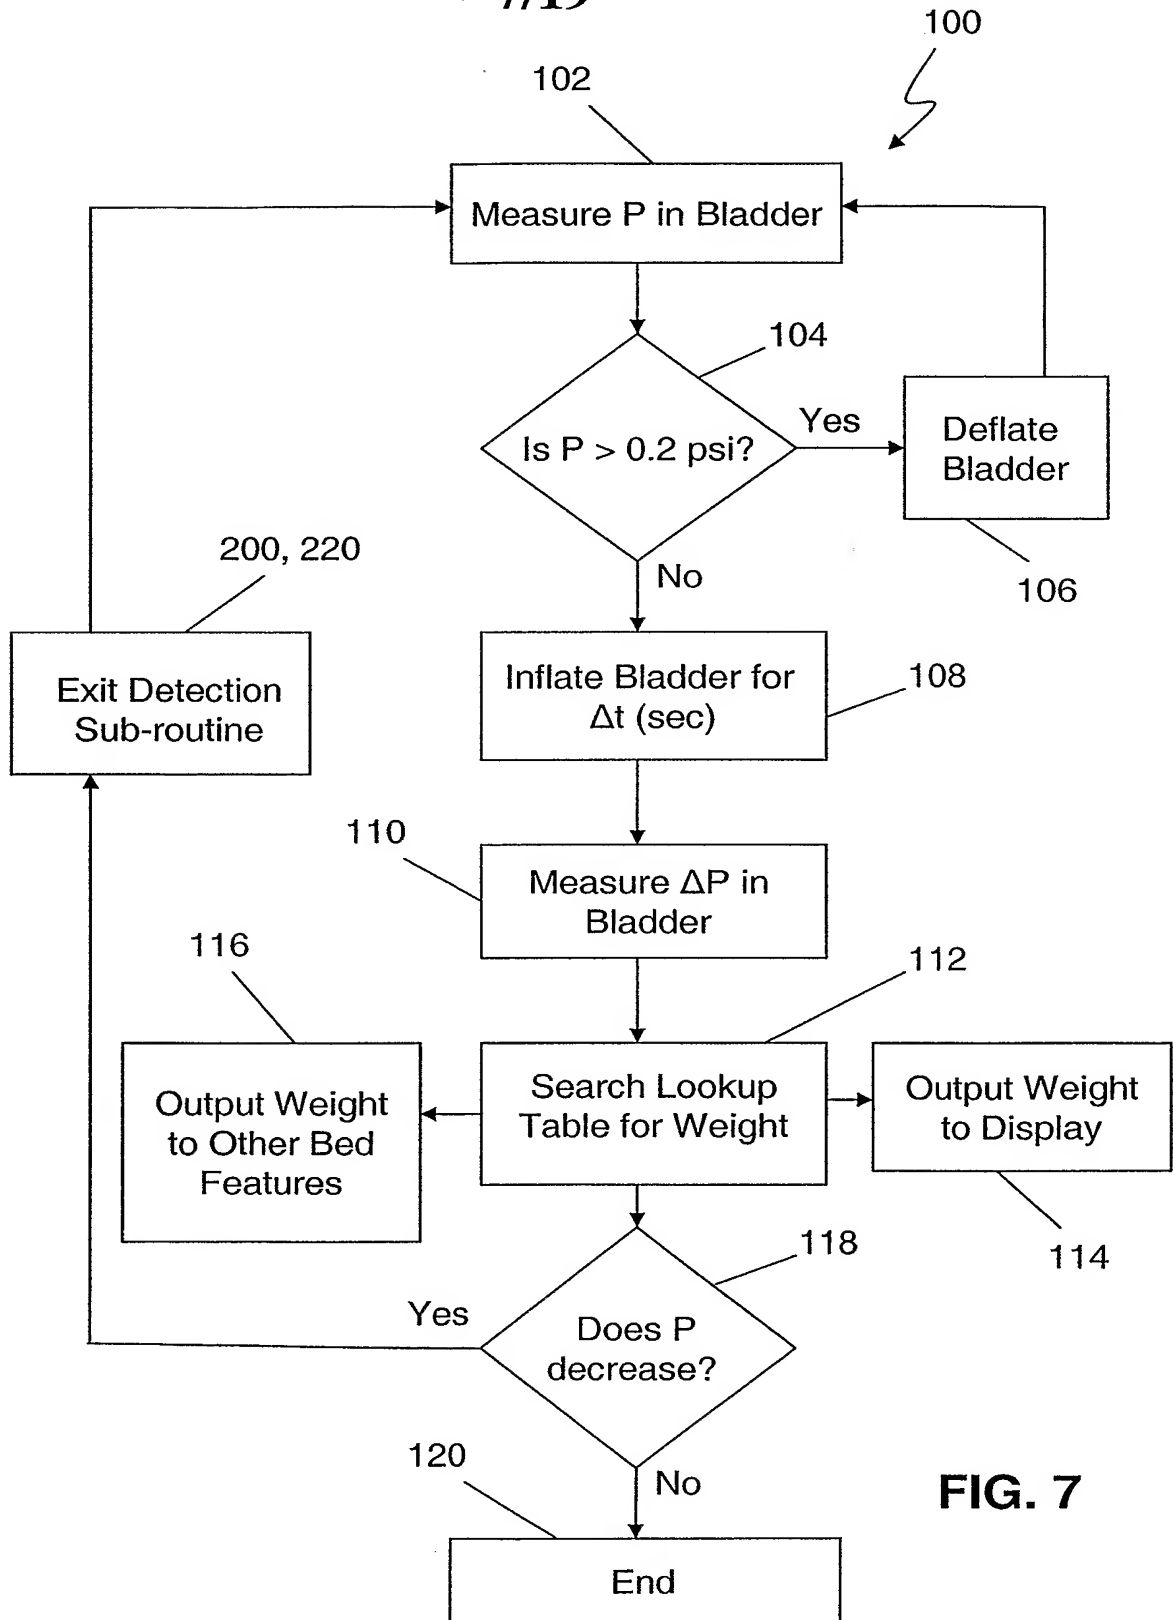 100
102
Measure P in Bladder
104
Is P > 0.2 psi?
Yes
Deflate
Bladder
106
No
200, 220
Exit Detection
Sub-routine
Inflate Bladder for
Δt (sec)
108
110
Measure ΔP in
Bladder
112
116
Search Lookup
Table for Weight
Output Weight
to Other Bed
Features
Output Weight
to Display
114
118
Yes
Does P
decrease?
120
No
FIG. 7
End